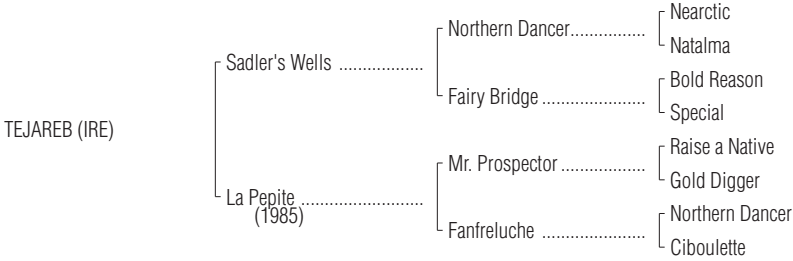 Nearctic
Northern Dancer................
Natalma
Sadler's Wells ..................
Bold Reason
Fairy Bridge ......................
Special
TEJAREB (IRE)
Raise a Native
Mr. Prospector ..................
Gold Digger
La Pepite ..........................
(1985)
Northern Dancer
Fanfreluche ......................
Ciboulette